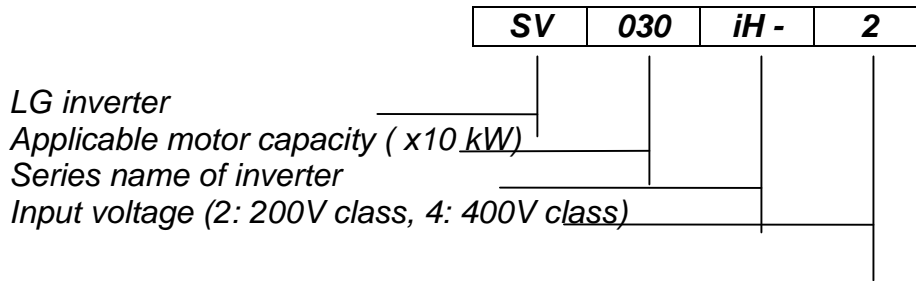 SV 030 iH - 2
LG inverter
Applicable motor capacity ( x10 kW)
Series name of inverter
Input voltage (2: 200V class, 4: 400V class)